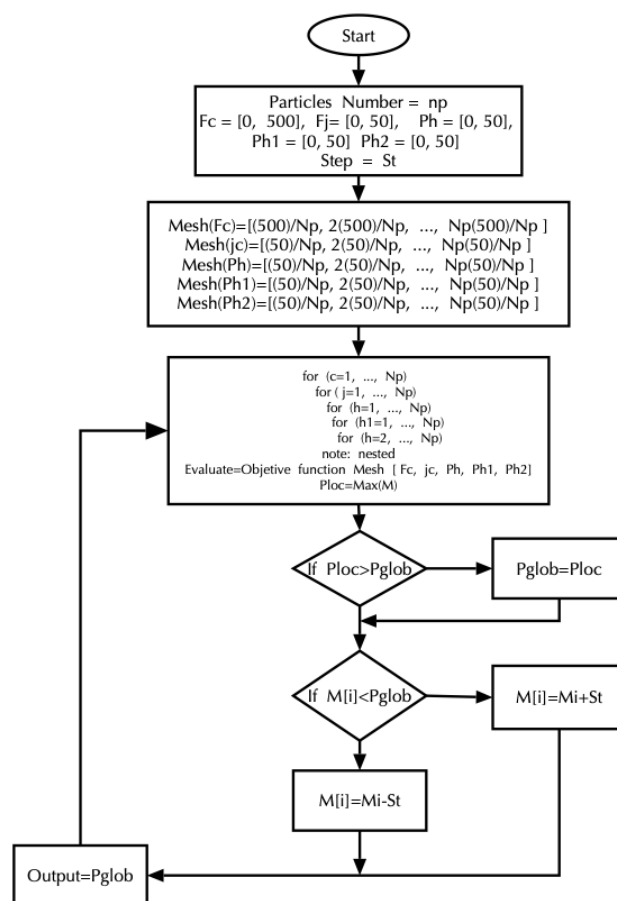 Start
Particles Number = np
Fc = [0, 500], Fj= [0, 50], Ph = [0, 50],
Ph1 = [0, 50] Ph2 = [0, 50]
Step = St
Mesh(Fc)=[(500)/Np, 2(500)/Np, ..., Np(500)/Np ]
Mesh(jc)=[(50)/Np, 2(50)/Np, ..., Np(50)/Np ]
Mesh(Ph)=[(50)/Np, 2(50)/Np, ..., Np(50)/Np ]
Mesh(Ph1)=[(50)/Np, 2(50)/Np, ..., Np(50)/Np ]
Mesh(Ph2)=[(50)/Np, 2(50)/Np, ..., Np(50)/Np ]
for (c=1, ..., Np)
for ( j=1, ..., Np)
for (h=1, ..., Np)
for (h1=1, ..., Np)
for (h=2, ..., Np)
note: nested
Evaluate=Objetive function Mesh [ Fc, jc, Ph, Ph1, Ph2]
Ploc=Max(M)
If Ploc>Pglob
Pglob=Ploc
If M[i]<Pglob
M[i]=Mi+St
M[i]=Mi-St
Output=Pglob